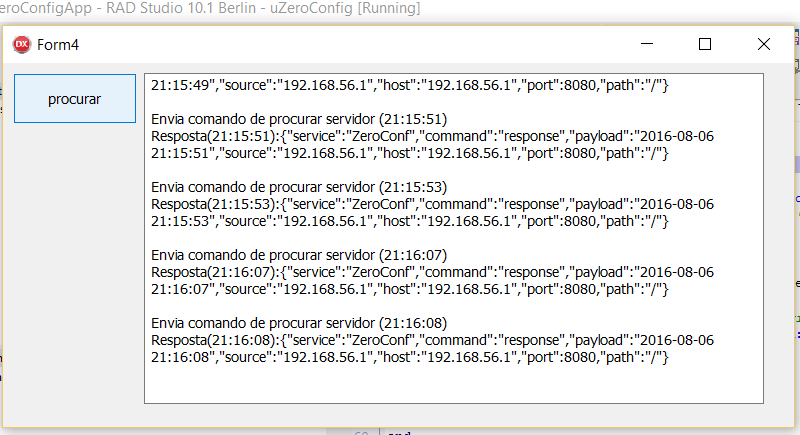 eroConfigApp - RAD Studio 10.1 Berlin - uZeroConfig [Running]
Form4
procurar
21:15:49","source":"192.168.56.1","host":"192.168.56.1","port":8080,"path":"/"}
Envia comando de procurar servidor (21:15:51)
Resposta(21:15:51):{"service":"ZeroConf","command":"response","payload":"2016-08-06
21:15:51","source":"192.168.56.1","host":"192.168.56.1","port":8080,"path":"/"}
Envia comando de procurar servidor (21:15:53)
Resposta(21:15:53):{"service":"ZeroConf","command":"response","payload":"2016-08-06
21:15:53","source":"192.168.56.1","host":"192.168.56.1","port":8080,"path":"/"}
Envia comando de procurar servidor (21:16:07)
Resposta(21:16:07):{"service":"ZeroConf","command":"response","payload":"2016-08-06
21:16:07","source":"192.168.56.1","host":"192.168.56.1","port":8080,"path":"/"}
Envia comando de procurar servidor (21:16:08)
Resposta(21:16:08):{"service":"ZeroConf","command":"response","payload":"2016-08-06
21:16:08","source":"192.168.56.1","host":"192.168.56.1","port":8080,"path":"/"}